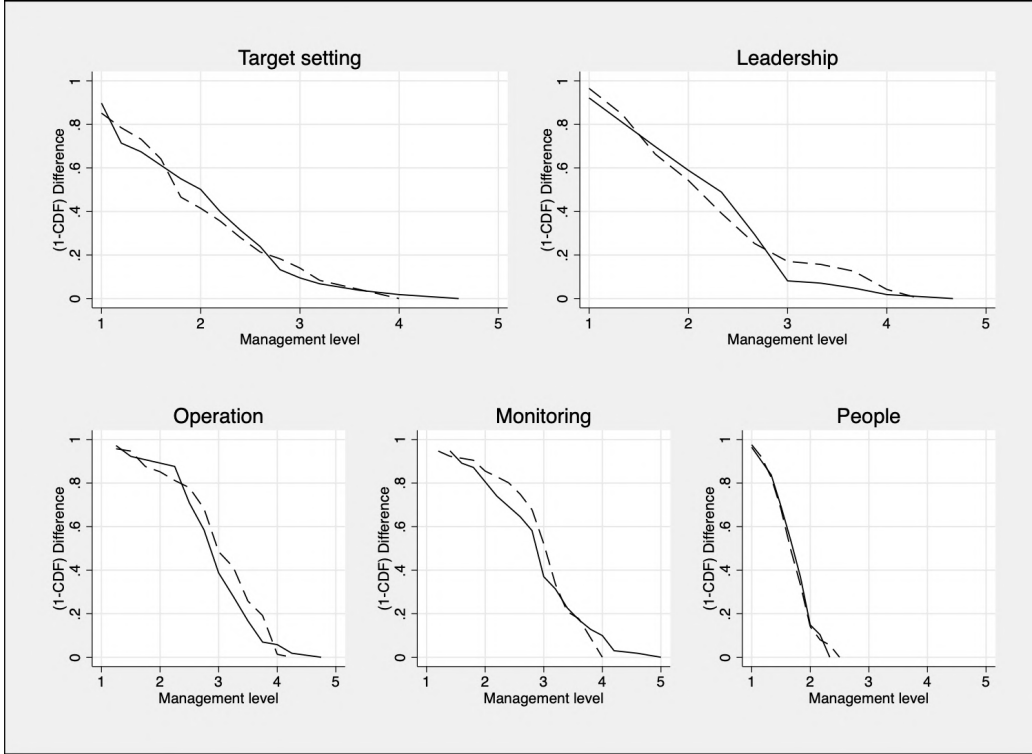 Target setting
(1-CDF) Difference
1
.8
.6
.4
.2
0
1 2 3 4 5
Management level
Leadership
(1-CDF) Difference
1
.8
.6
.4
.2
0
1 2 3 4 5
Management level
Operation
(1-CDF) Difference
1
.8
.6
.4
.2
0
1 2 3 4 5
Management level
Monitoring
(1-CDF) Difference
1
.8
.6
.4
.2
0
1 2 3 4 5
Management level
People
(1-CDF) Difference
1
.8
.6
.4
.2
0
1 2 3 4 5
Management level